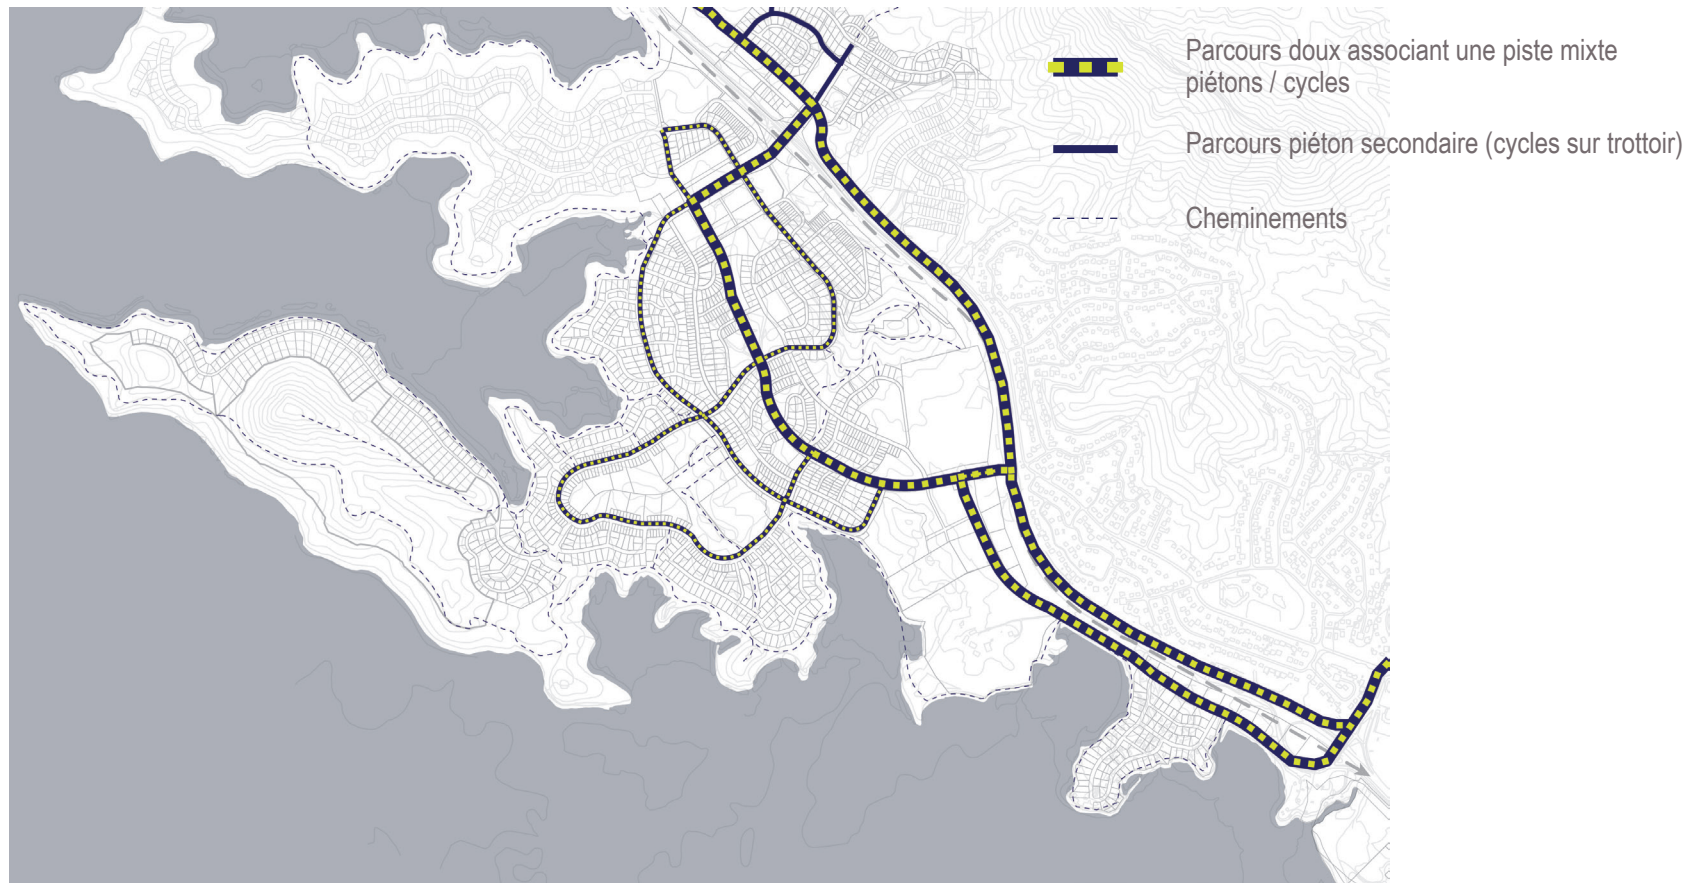 Parcours doux associant une piste mixte
piétons / cycles
Parcours piéton secondaire (cycles sur trottoir)
Cheminements